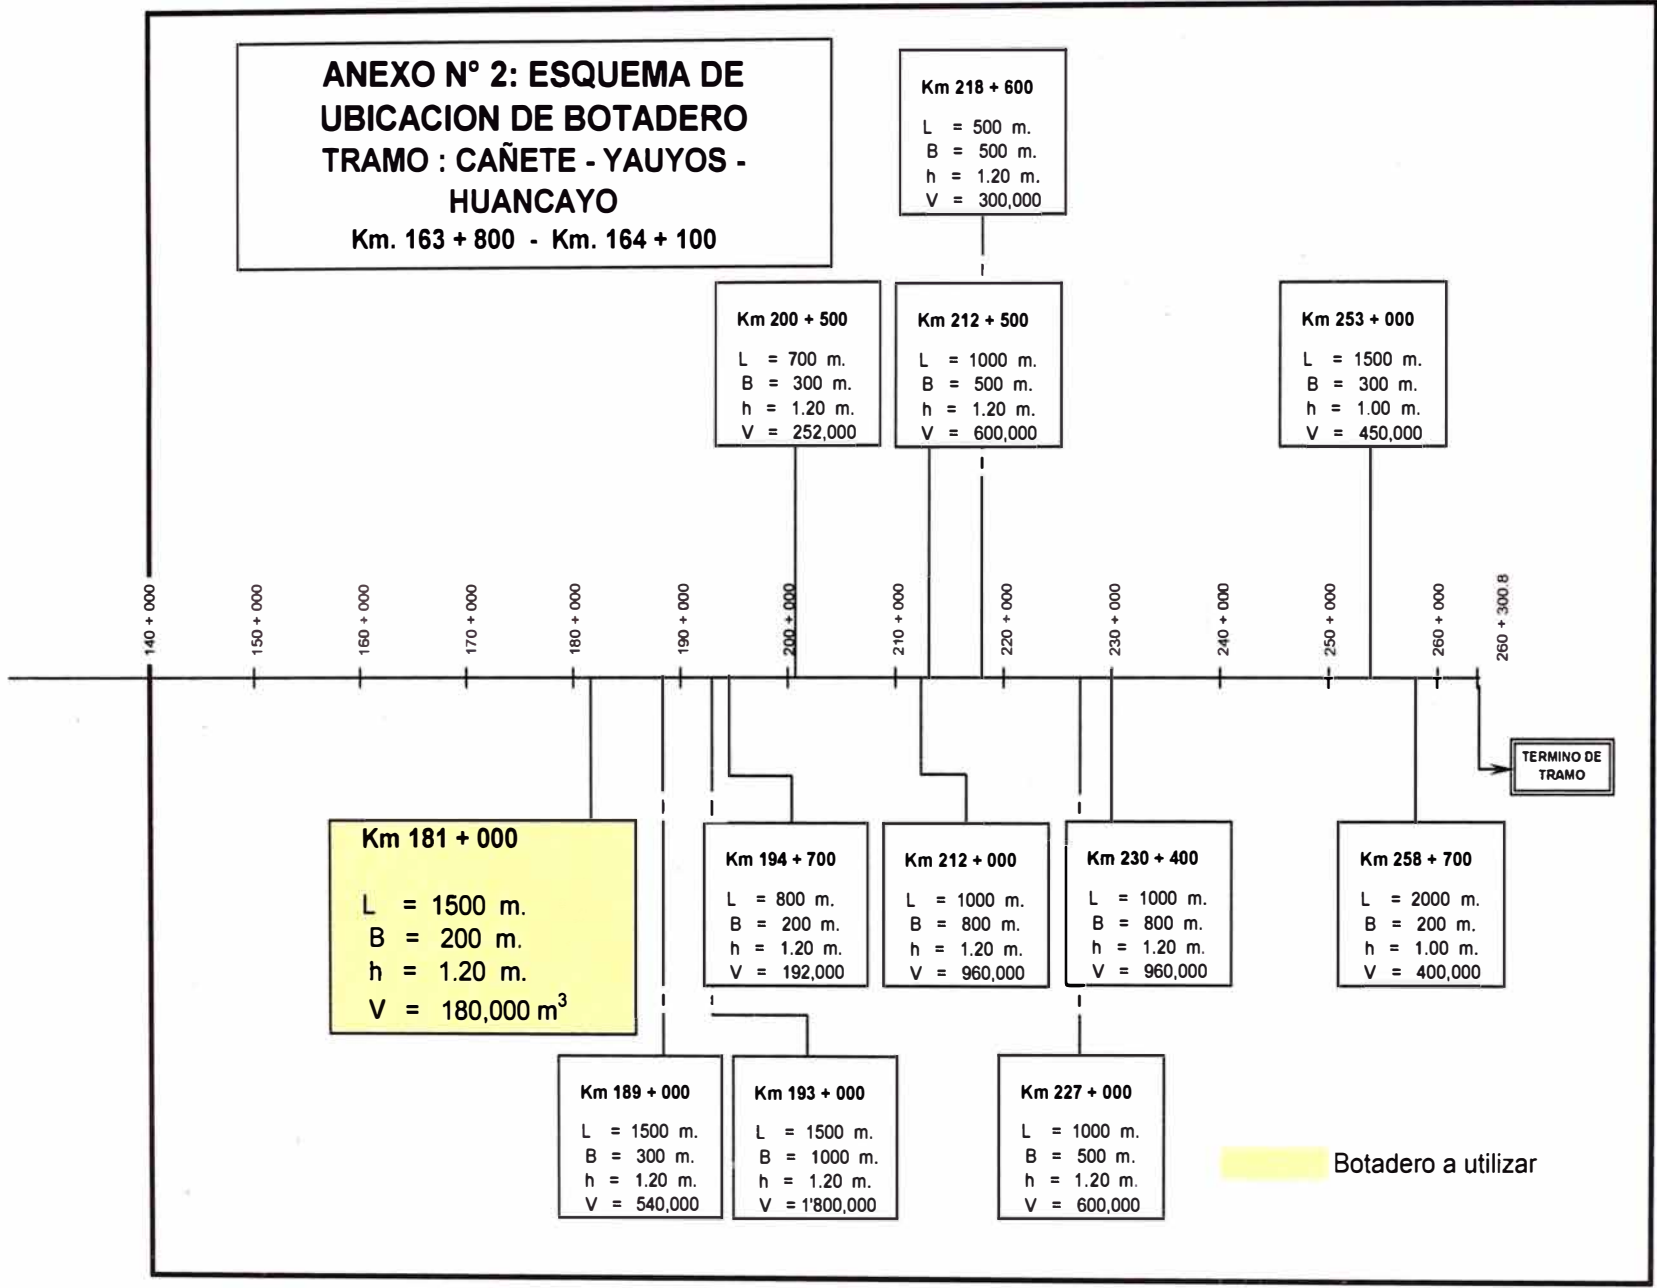 ANEXO N° 2: ESQUEMA DE
UBICACION DE BOTADERO
TRAMO : CAÑETE - YAUYOS -
HUANCAYO
Km. 163 + 800 - Km. 164 + 100
Km 218 + 600
L = 500 m.
B = 500 m.
h = 1.20 m.
V = 300,000
Km 200 + 500
L = 700 m.
B = 300 m.
h = 1.20 m.
V = 252,000
Km 212 + 500
L = 1000 m.
B = 500 m.
h = 1.20 m.
V = 600,000
Km 253 + 000
L = 1500 m.
B = 300 m.
h = 1.00 m.
V = 450,000
140 + 000
150 + 000
160 + 000
170 + 000
180 + 000
190 + 000
200 + 000
210 + 000
220 + 000
230 + 000
240 + 000
250 + 000
260 + 000
260 + 300.8
TERMINO DE
TRAMO
Km 181 + 000
L = 1500 m.
B = 200 m.
h = 1.20 m.
V = 180,000 m³
Km 194 + 700
L = 800 m.
B = 200 m.
h = 1.20 m.
V = 192,000
Km 212 + 000
L = 1000 m.
B = 800 m.
h = 1.20 m.
V = 960,000
Km 230 + 400
L = 1000 m.
B = 800 m.
h = 1.20 m.
V = 960,000
Km 258 + 700
L = 2000 m.
B = 200 m.
h = 1.00 m.
V = 400,000
Km 189 + 000
L = 1500 m.
B = 300 m.
h = 1.20 m.
V = 540,000
Km 193 + 000
L = 1500 m.
B = 1000 m.
h = 1.20 m.
V = 1'800,000
Km 227 + 000
L = 1000 m.
B = 500 m.
h = 1.20 m.
V = 600,000
Botadero a utilizar